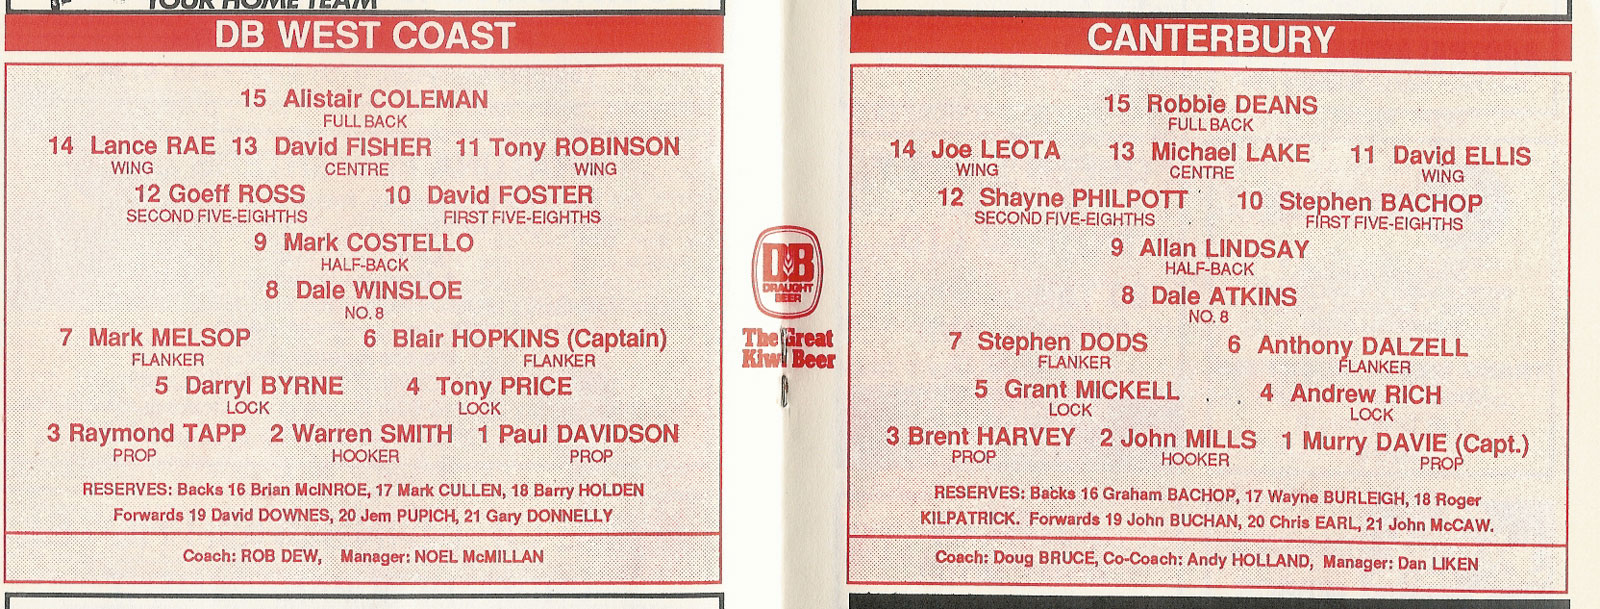 YOUR HOME TEAM
DB WEST COAST
15 Alistair COLEMAN
FULL BACK
14 Lance RAE 13 David FISHER 11 Tony ROBINSON
WING CENTRE WING
12 Goeff ROSS 10 David FOSTER
SECOND FIVE-EIGHTHS FIRST FIVE-EIGHTHS
9 Mark COSTELLO
HALF-BACK
8 Dale WINSLOE
NO. 8
7 Mark MELSOP 6 Blair HOPKINS (Captain)
FLANKER FLANKER
5 Darryl BYRNE 4 Tony PRICE
LOCK LOCK
3 Raymond TAPP 2 Warren SMITH 1 Paul DAVIDSON
PROP HOOKER PROP
RESERVES: Backs 16 Brian McINROE, 17 Mark CULLEN, 18 Barry HOLDEN
Forwards 19 David DOWNES, 20 Jem PUPICH, 21 Gary DONNELLY
Coach: ROB DEW, Manager: NOEL McMILLAN
DB
DRAUGHT
BEER
The Great
Kiwi Beer
CANTERBURY
15 Robbie DEANS
FULL BACK
14 Joe LEOTA 13 Michael LAKE 11 David ELLIS
WING CENTRE WING
12 Shayne PHILPOTT 10 Stephen BACHOP
SECOND FIVE-EIGHTHS FIRST FIVE-EIGHTHS
9 Allan LINDSAY
HALF-BACK
8 Dale ATKINS
NO. 8
7 Stephen DODS 6 Anthony DALZELL
FLANKER FLANKER
5 Grant MICKELL 4 Andrew RICH
LOCK LOCK
3 Brent HARVEY 2 John MILLS 1 Murry DAVIE (Capt.)
PROP HOOKER PROP
RESERVES: Backs 16 Graham BACHOP, 17 Wayne BURLEIGH, 18 Roger
KILPATRICK. Forwards 19 John BUCHAN, 20 Chris EARL, 21 John McCAW.
Coach: Doug BRUCE, Co-Coach: Andy HOLLAND, Manager: Dan LIKEN